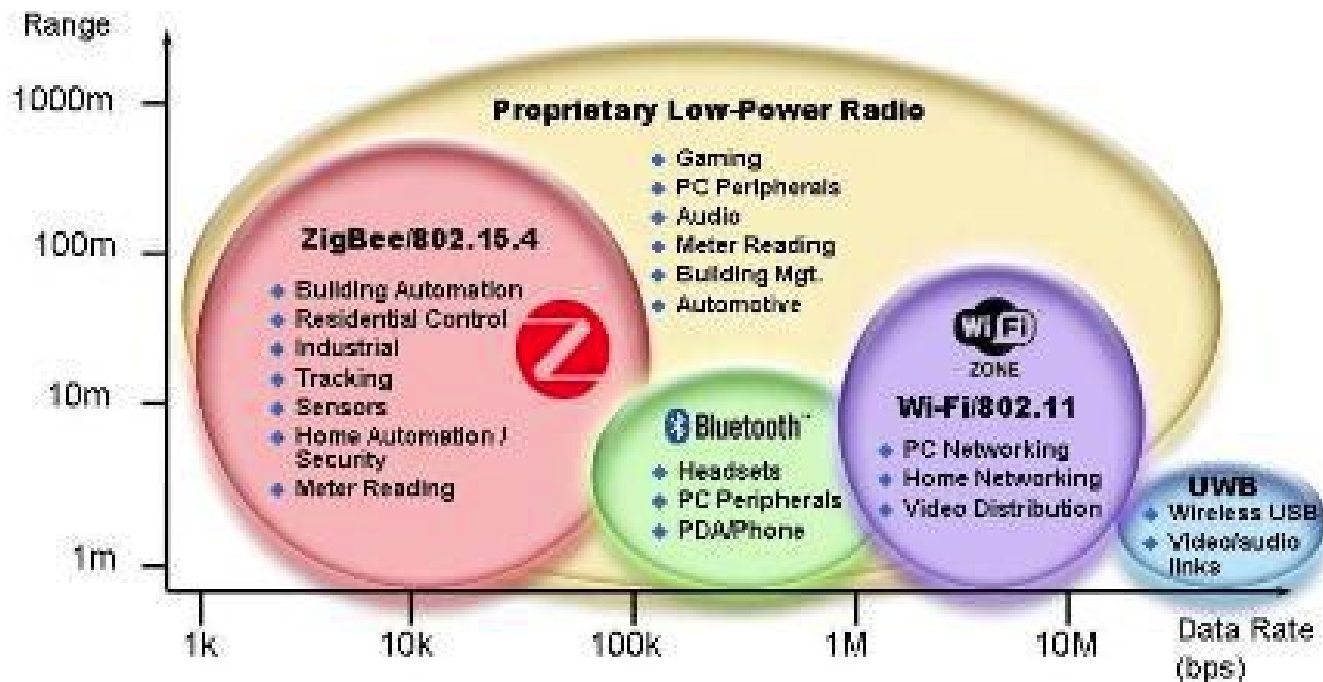 Range
1000m
100m
10m
1m
Proprietary Low-Power Radio
Gaming
PC Peripherals
Audio
Meter Reading
Building Mgt.
Automotive
ZigBee/802.15.4
Building Automation
Residential Control
Industrial
Tracking
Sensors
Home Automation /
Security
Meter Reading
Z
Bluetooth™
Headsets
PC Peripherals
PDA/Phone
Wi Fi
ZONE
Wi-Fi/802.11
PC Networking
Home Networking
Video Distribution
UWB
Wireless USB
Video/audio
links
1k
10k
100k
1M
10M
Data Rate
(bps)